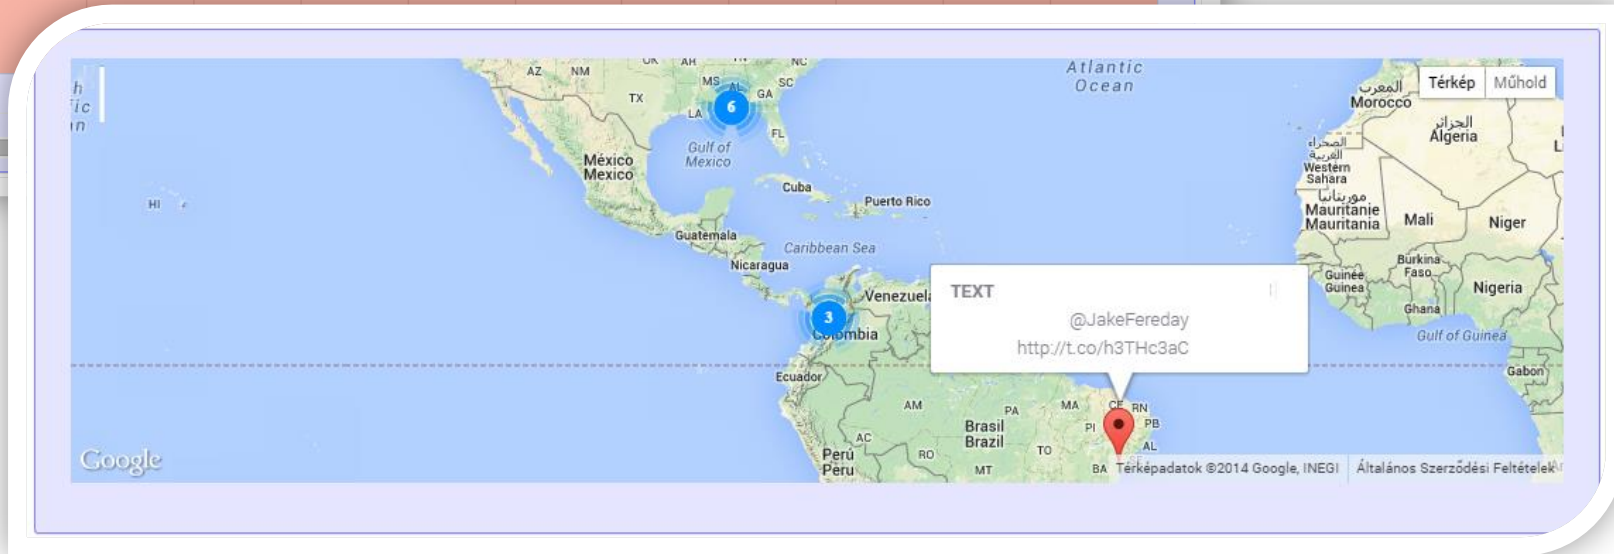 OK
AR
TN
NC
Atlantic
Ocean
AZ
NM
TX
MS
AL
GA
SC
LA
6
FL
Gulf of
Mexico
México
Mexico
HI
Cuba
Puerto Rico
Guatemala
Caribbean Sea
Nicaragua
المغرب
Morocco
Térkép
Műhold
الجزائر
Algeria
الصحراء
الغربية
Western
Sahara
موريتانيا
Mauritanie
Mauritania
Mali
Niger
Burkina
Faso
Guinée
Guinea
Nigeria
Ghana
Gulf of Guinea
Gabon
Venezuela
3
Colombia
TEXT
@JakeFereday
http://t.co/h3THc3aC
Ecuador
AM
PA
MA
CE
RN
Brasil
Brazil
PI
PB
AC
TO
AL
Perú
Peru
RO
MT
BA
SE
Google
Térképadatok ©2014 Google, INEGI
Általános Szerződési Feltételek